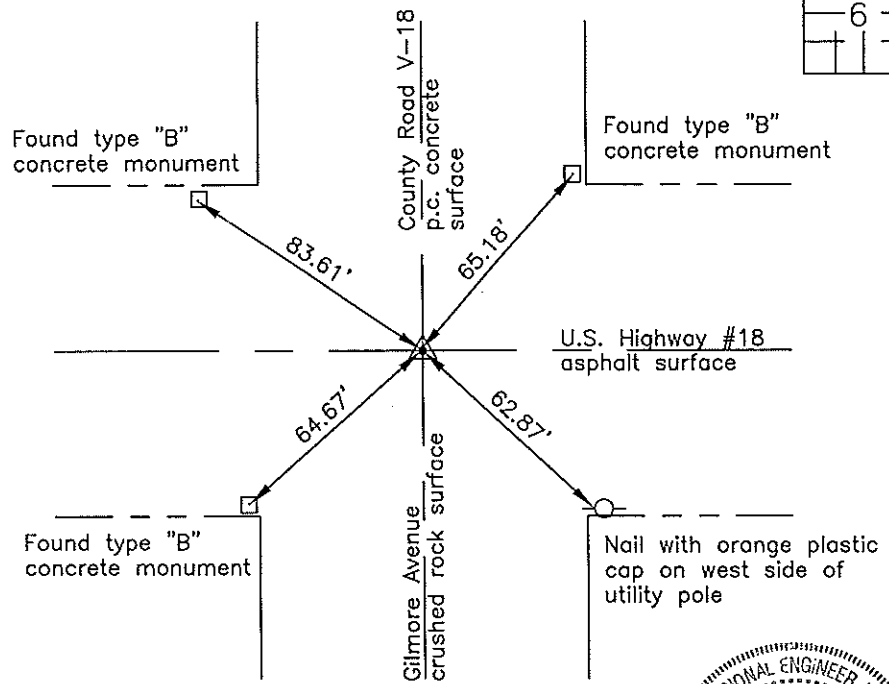 6
Found type "B"
concrete monument
County Road V-18
p.c. concrete
surface
Found type "B"
concrete monument
83.61'
65.18'
U.S. Highway #18
asphalt surface
64.67'
62.87'
Found type "B"
concrete monument
Gilmore Avenue
crushed rock surface
Nail with orange plastic
cap on west side of
utility pole
ENGINEER